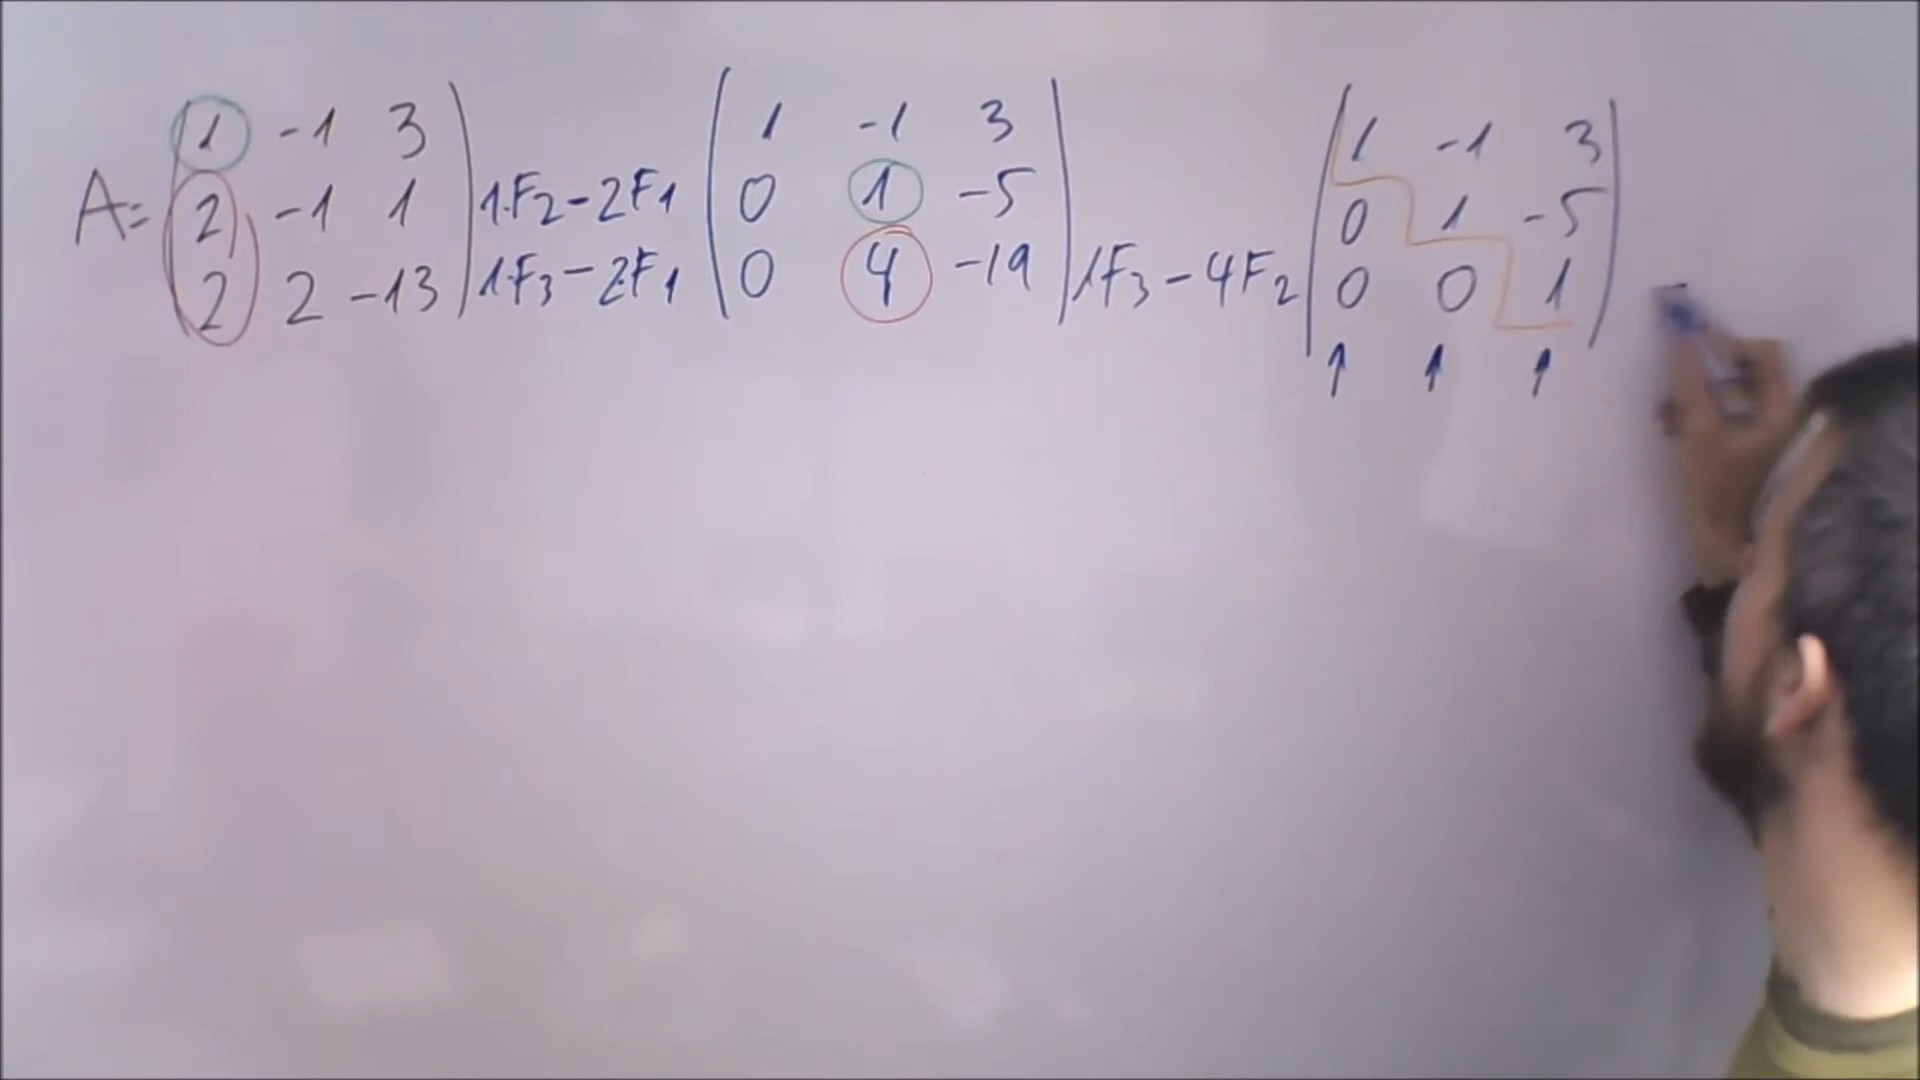 1 -1 3 1 -1 3 1 -1 3
A= 2 -1 1 1·F2-2F1 0 1 -5 0 1 -5
2 2 -13 1·F3-2F1 0 4 -19 1F3-4F2 0 0 1
↑ ↑ ↑